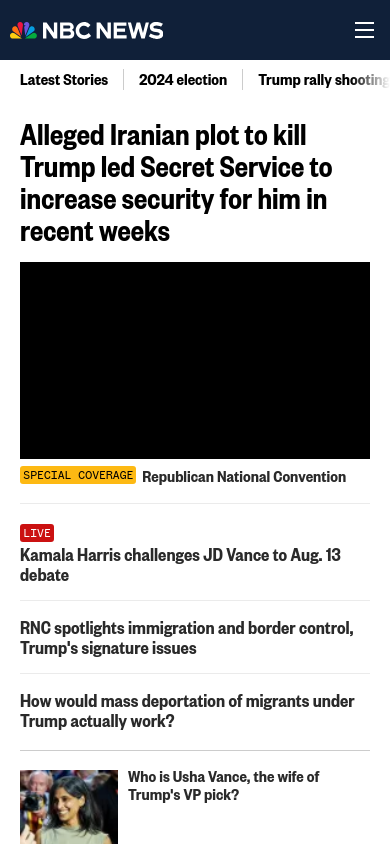 NBC NEWS
Latest Stories
2024 election
Trump rally shooting
Alleged Iranian plot to kill
Trump led Secret Service to
increase security for him in
recent weeks
SPECIAL COVERAGE Republican National Convention
LIVE
Kamala Harris challenges JD Vance to Aug. 13
debate
RNC spotlights immigration and border control,
Trump's signature issues
How would mass deportation of migrants under
Trump actually work?
Who is Usha Vance, the wife of
Trump's VP pick?